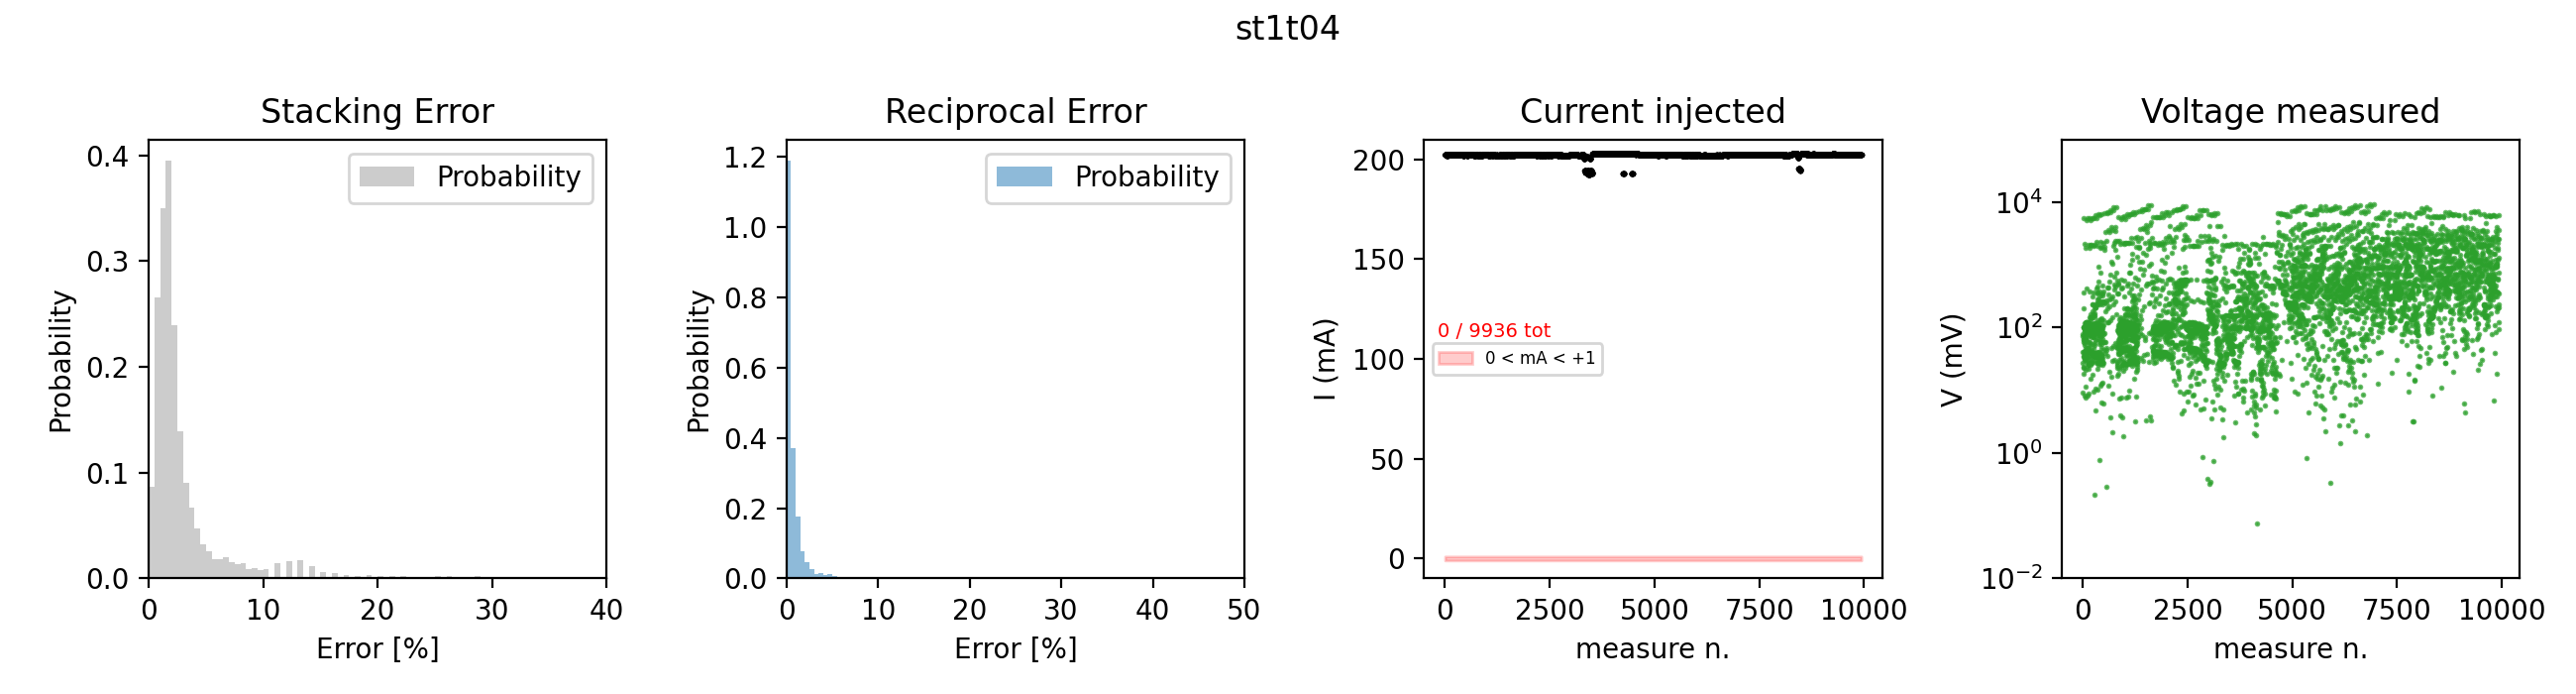 st1t04
Stacking Error
Probability
0.4
0.3
0.2
0.1
0.0
0 10 20 30 40
Error [%]
Probability
Reciprocal Error
Probability
1.2
1.0
0.8
0.6
0.4
0.2
0.0
0 10 20 30 40 50
Error [%]
Probability
Current injected
200
150
100
50
0
0 / 9936 tot
0 < mA < +1
0 2500 5000 7500 10000
measure n.
I (mA)
Voltage measured
10⁴
10²
10⁰
10⁻²
0 2500 5000 7500 10000
measure n.
V (mV)